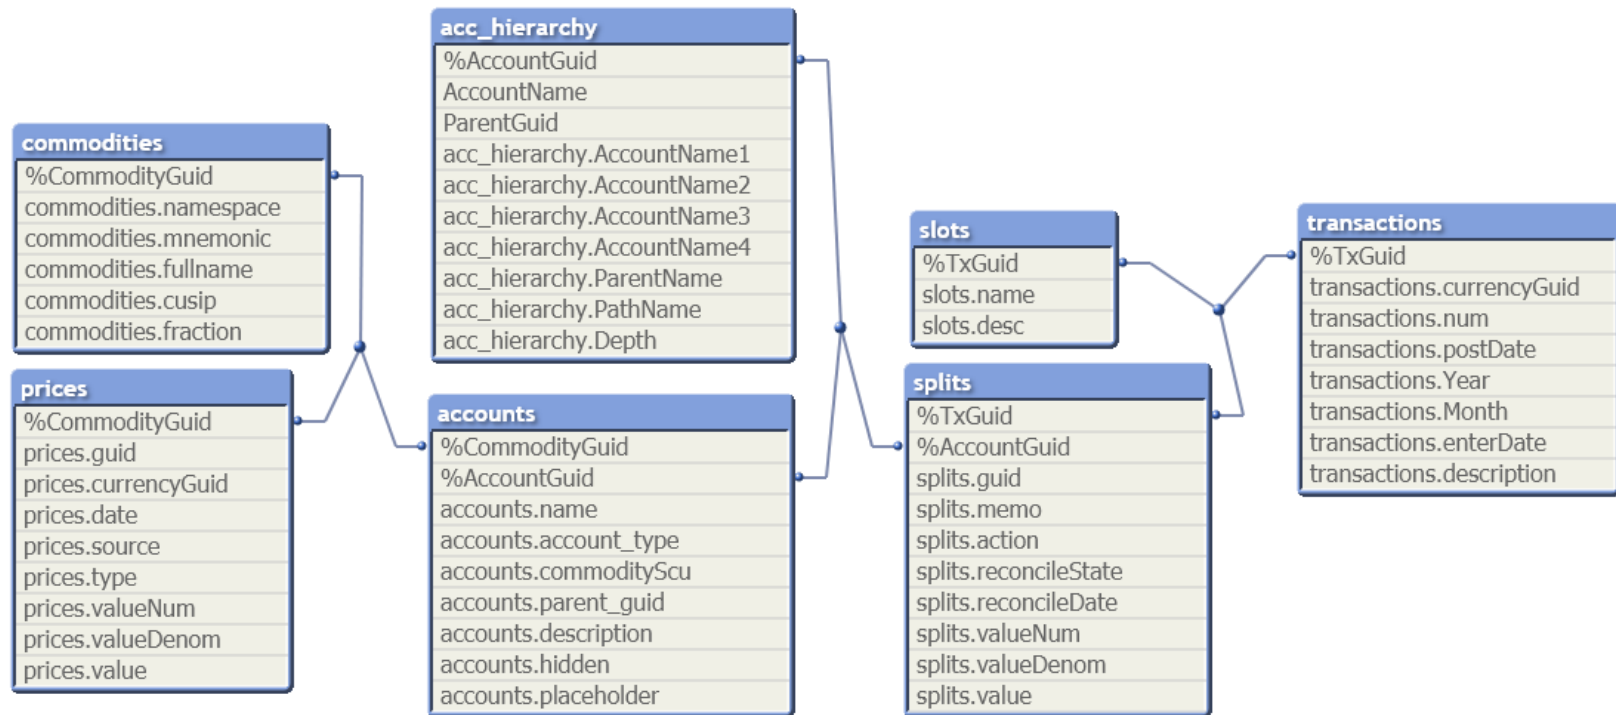 commodities
%CommodityGuid
commodities.namespace
commodities.mnemonic
commodities.fullname
commodities.cusip
commodities.fraction
prices
%CommodityGuid
prices.guid
prices.currencyGuid
prices.date
prices.source
prices.type
prices.valueNum
prices.valueDenom
prices.value
acc_hierarchy
%AccountGuid
AccountName
ParentGuid
acc_hierarchy.AccountName1
acc_hierarchy.AccountName2
acc_hierarchy.AccountName3
acc_hierarchy.AccountName4
acc_hierarchy.ParentName
acc_hierarchy.PathName
acc_hierarchy.Depth
accounts
%CommodityGuid
%AccountGuid
accounts.name
accounts.account_type
accounts.commodityScu
accounts.parent_guid
accounts.description
accounts.hidden
accounts.placeholder
slots
%TxGuid
slots.name
slots.desc
splits
%TxGuid
%AccountGuid
splits.guid
splits.memo
splits.action
splits.reconcileState
splits.reconcileDate
splits.valueNum
splits.valueDenom
splits.value
transactions
%TxGuid
transactions.currencyGuid
transactions.num
transactions.postDate
transactions.Year
transactions.Month
transactions.enterDate
transactions.description